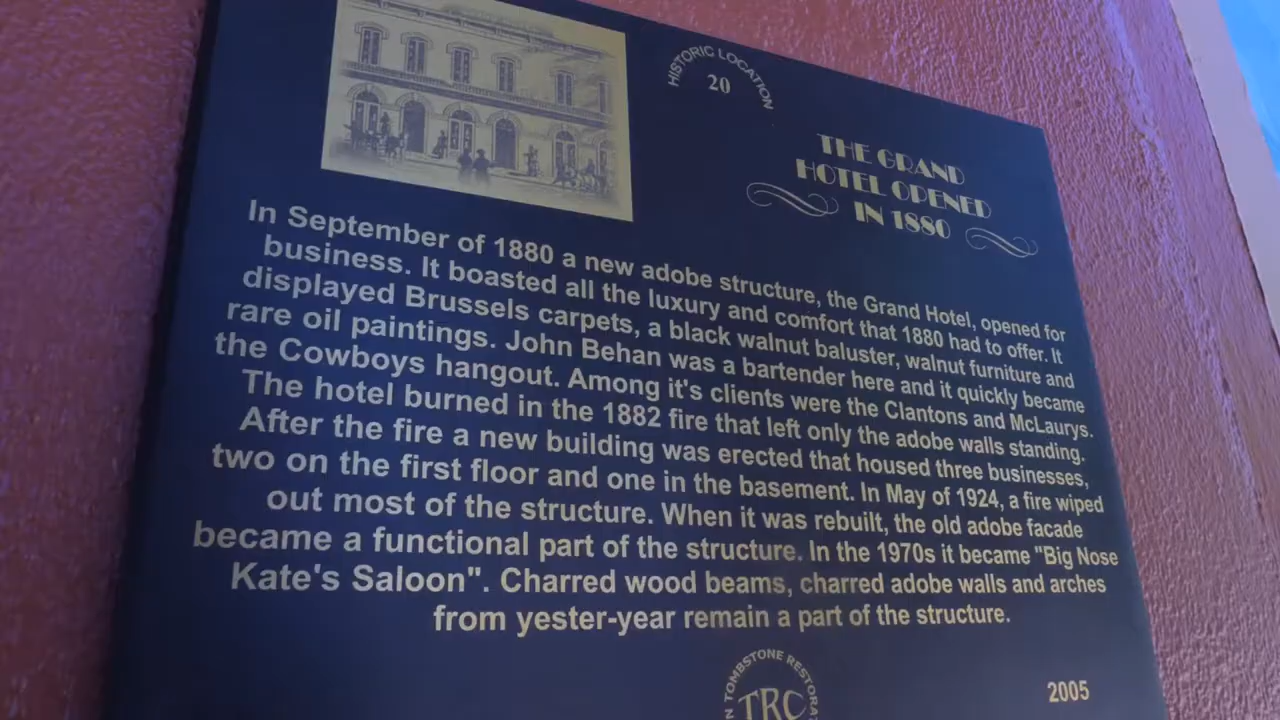 HISTORIC LOCATION
20
THE GRAND
HOTEL OPENED
IN 1880
In September of 1880 a new adobe structure, the Grand Hotel, opened for
business. It boasted all the luxury and comfort that 1880 had to offer. It
displayed Brussels carpets, a black walnut baluster, walnut furniture and
rare oil paintings. John Behan was a bartender here and it quickly became
the Cowboys hangout. Among it's clients were the Clantons and McLaurys.
The hotel burned in the 1882 fire that left only the adobe walls standing.
After the fire a new building was erected that housed three businesses,
two on the first floor and one in the basement. In May of 1924, a fire wiped
out most of the structure. When it was rebuilt, the old adobe facade
became a functional part of the structure. In the 1970s it became "Big Nose
Kate's Saloon". Charred wood beams, charred adobe walls and arches
from yester-year remain a part of the structure.
TOMBSTONE
TRC
2005